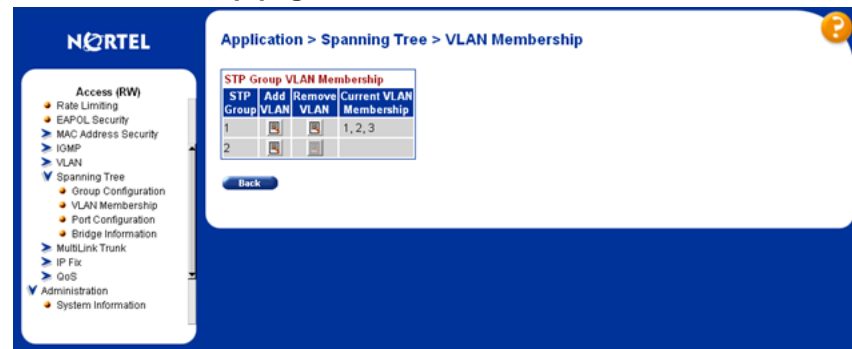 NORTEL
Application > Spanning Tree > VLAN Membership
?
Access (RW)
Rate Limiting
EAPOL Security
MAC Address Security
IGMP
VLAN
Spanning Tree
Group Configuration
VLAN Membership
Port Configuration
Bridge Information
MultiLink Trunk
IP Fix
QoS
Administration
System Information
STP Group VLAN Membership
STP Group Add VLAN Remove VLAN Current VLAN Membership
1 1, 2, 3
2
Back